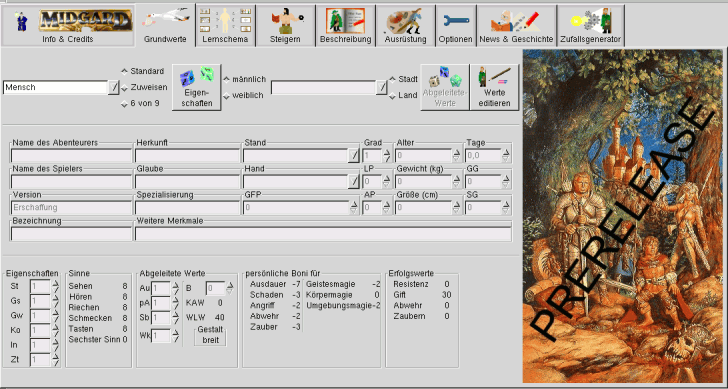 MIDGARD
Info & Credits
Grundwerte
Lernschema
Steigern
Beschreibung
Ausrüstung
Optionen
News & Geschichte
Zufallsgenerator
Mensch
Standard
Zuweisen
6 von 9
Eigen-
schaften
männlich
weiblich
Stadt
Land
Abgeleitete
Werte
Werte
editieren
Name des Abenteurers Herkunft Stand Grad Alter Tage
1 0 0,0
Name des Spielers Glaube Hand LP Gewicht (kg) GG
0 0 0
Version Spezialisierung GFP AP Größe (cm) SG
Erschaffung 0 0 0 0
Bezeichnung Weitere Merkmale
Eigenschaften
St 1
Gs 1
Gw 1
Ko 1
In 1
Zt 1
Sinne
Sehen 8
Hören 8
Riechen 8
Schmecken 8
Tasten 8
Sechster Sinn 0
Abgeleitete Werte
Au 1 B 0
pA 1 KAW 0
Sb 1 WLW 40
Wk 1 Gestalt
breit
persönliche Boni für
Ausdauer -7 Geistesmagie -2
Schaden -3 Körpermagie 0
Angriff -2 Umgebungsmagie -2
Abwehr -2
Zauber -3
Erfolgswerte
Resistenz 0
Gift 30
Abwehr 0
Zaubern 0
PRERELEASE